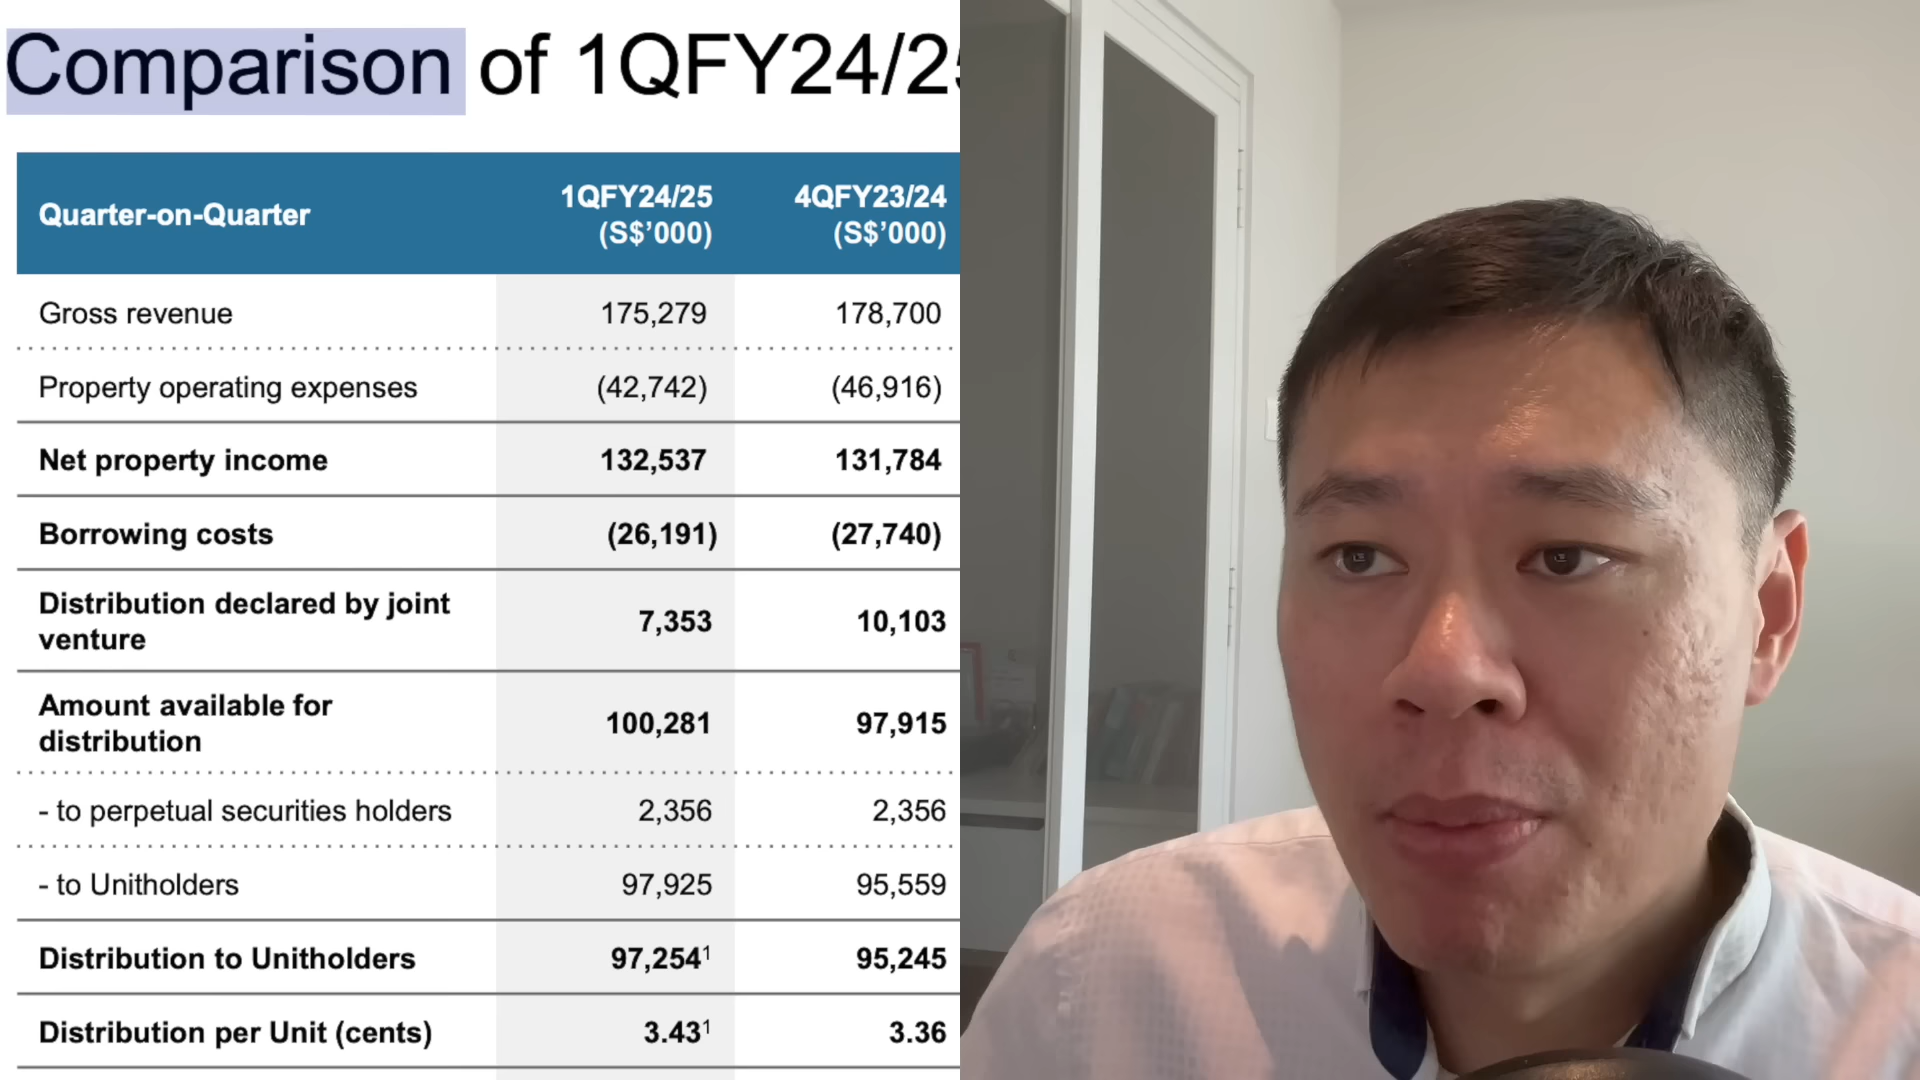 Comparison of 1QFY24/25
Quarter-on-Quarter 1QFY24/25 (S$'000) 4QFY23/24 (S$'000)
Gross revenue 175,279 178,700
Property operating expenses (42,742) (46,916)
Net property income 132,537 131,784
Borrowing costs (26,191) (27,740)
Distribution declared by joint venture 7,353 10,103
Amount available for distribution 100,281 97,915
- to perpetual securities holders 2,356 2,356
- to Unitholders 97,925 95,559
Distribution to Unitholders 97,254¹ 95,245
Distribution per Unit (cents) 3.43¹ 3.36